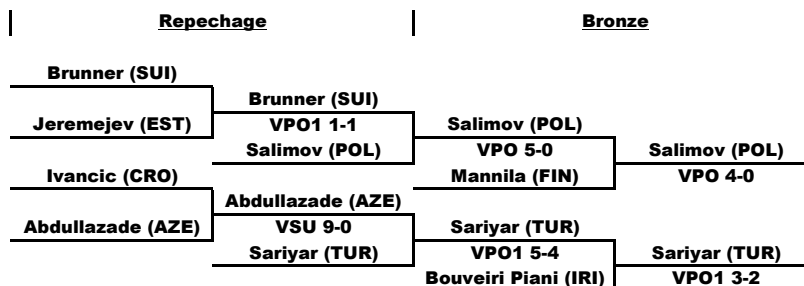 Repechage
Bronze
Brunner (SUI)
Brunner (SUI)
Jeremejev (EST)
VPO1 1-1
Salimov (POL)
Salimov (POL)
VPO 5-0
Salimov (POL)
Ivancic (CRO)
Mannila (FIN)
VPO 4-0
Abdullazade (AZE)
Abdullazade (AZE)
VSU 9-0
Sariyar (TUR)
Sariyar (TUR)
VPO1 5-4
Sariyar (TUR)
Bouveiri Piani (IRI)
VPO1 3-2